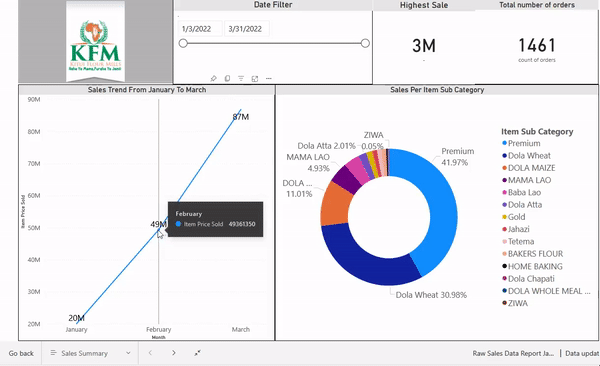 Date Filter
1/3/2022
3/31/2022
Highest Sale
3M
Total number of orders
1461
count of orders
KFM
Sales Trend From January To March
90M
80M
70M
60M
50M
40M
30M
20M
Item Price Sold
87M
49M
20M
February
Item Price Sold 49361350
January
February
March
Month
Sales Per Item Sub Category
ZIWA
0.05%
Dola Atta 2.01%
MAMA LAO
4.93%
DOLA ...
11.01%
Premium
41.97%
Dola Wheat 30.98%
Item Sub Category
Premium
Dola Wheat
DOLA MAIZE
MAMA LAO
Baba Lao
Dola Atta
Gold
Jahazi
Teterna
BAKERS FLOUR
HOME BAKING
Dola Chapati
DOLA WHOLE MEAL ...
ZIWA
Go back
Sales Summary
Raw Sales Data Report Ja...
Data updat